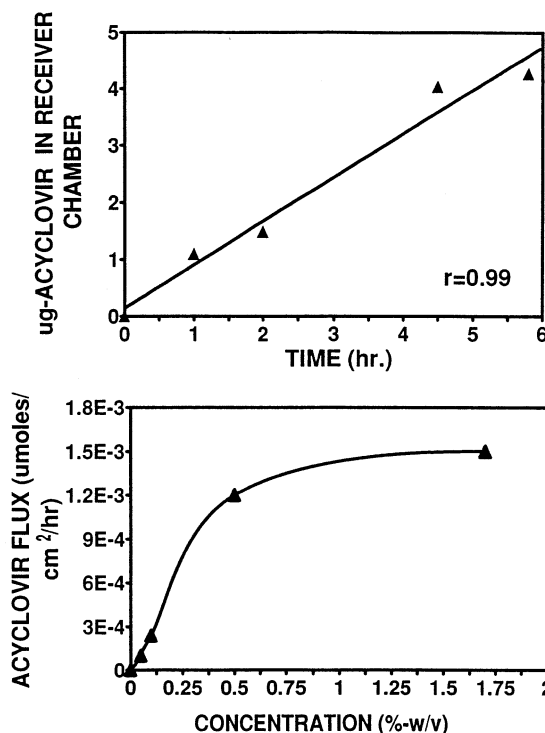 ug-ACYCLOVIR IN RECEIVER
CHAMBER
5
4
3
2
1
0
r=0.99
0 1 2 3 4 5 6
TIME (hr.)
ACYCLOVIR FLUX (umoles/
cm²/hr)
1.8E-3
1.5E-3
1.2E-3
9E-4
6E-4
3E-4
0
0 0.25 0.5 0.75 1 1.25 1.5 1.75 2
CONCENTRATION (%-w/v)